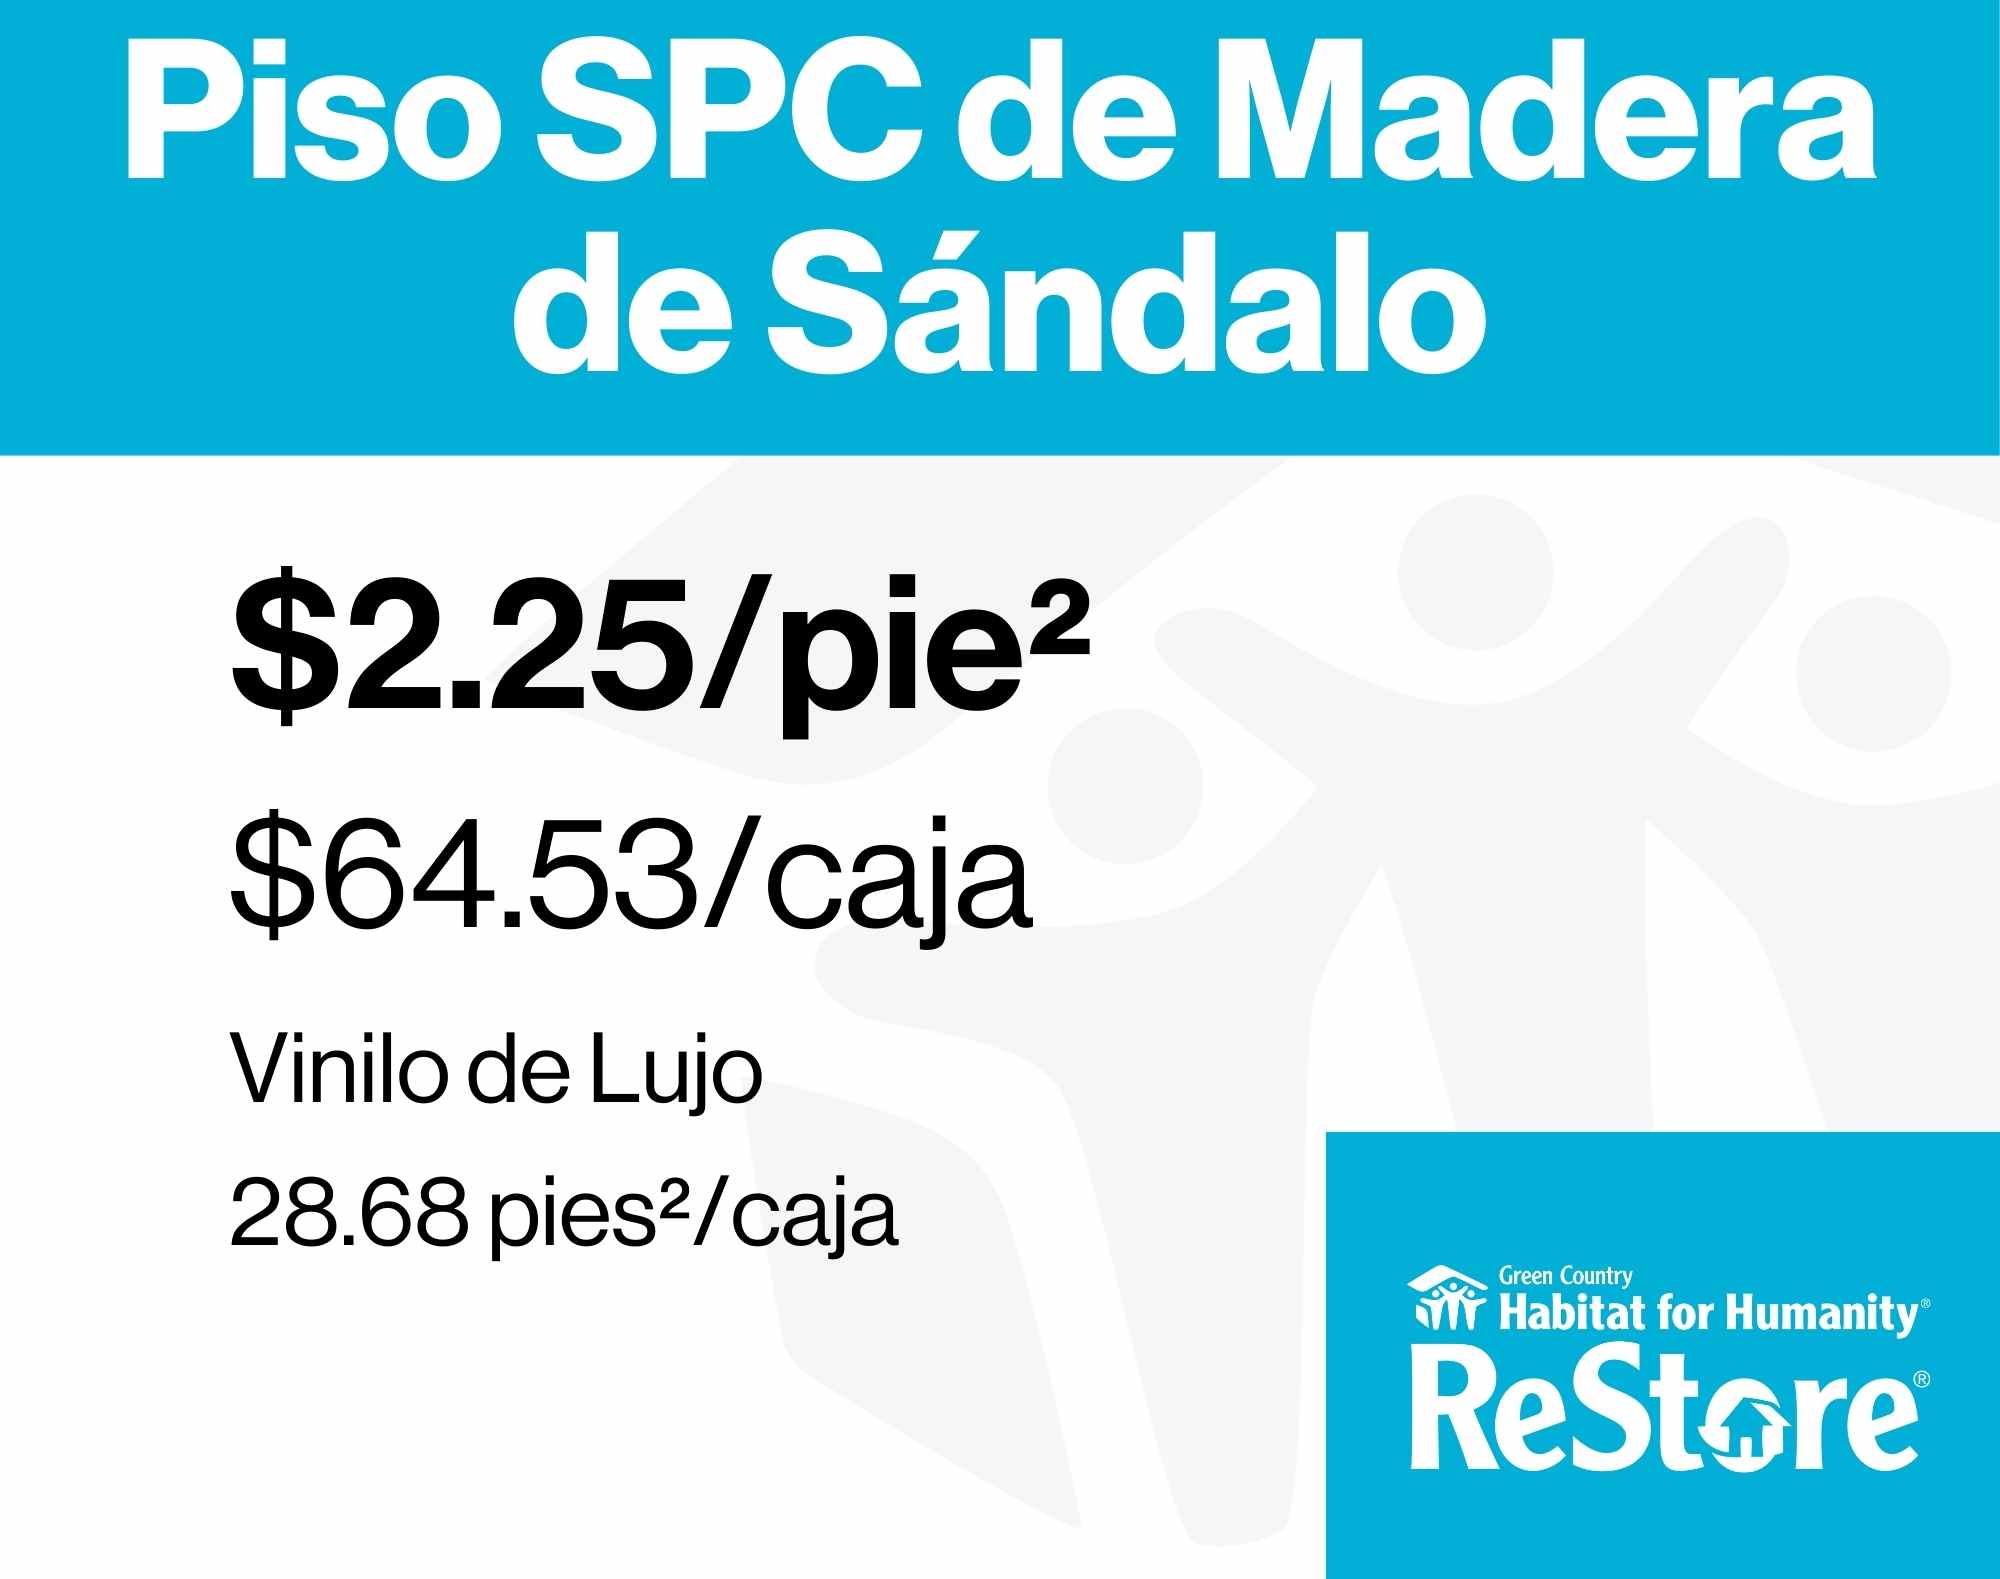 Piso SPC de Madera
de Sándalo
$2.25/pie²
$64.53/caja
Vinilo de Lujo
28.68 pies²/caja
Green Country
Habitat for Humanity®
ReStore®